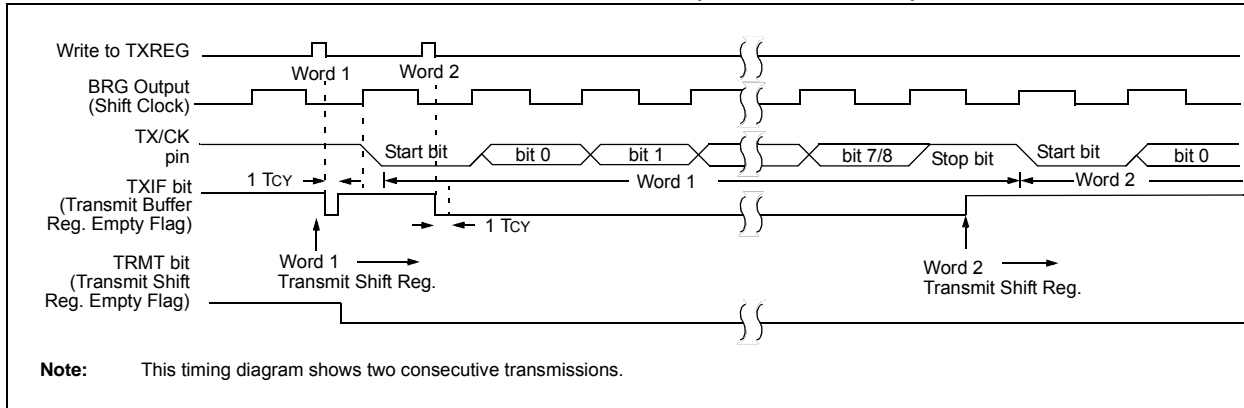 Write to TXREG
Word 1
Word 2
BRG Output
(Shift Clock)
TX/CK
pin
Start bit
bit 0
bit 1
bit 7/8
Stop bit
Start bit
bit 0
1 TCY
Word 1
Word 2
TXIF bit
(Transmit Buffer
Reg. Empty Flag)
1 TCY
Word 1
Transmit Shift Reg.
Word 2
Transmit Shift Reg.
TRMT bit
(Transmit Shift
Reg. Empty Flag)
Note: This timing diagram shows two consecutive transmissions.